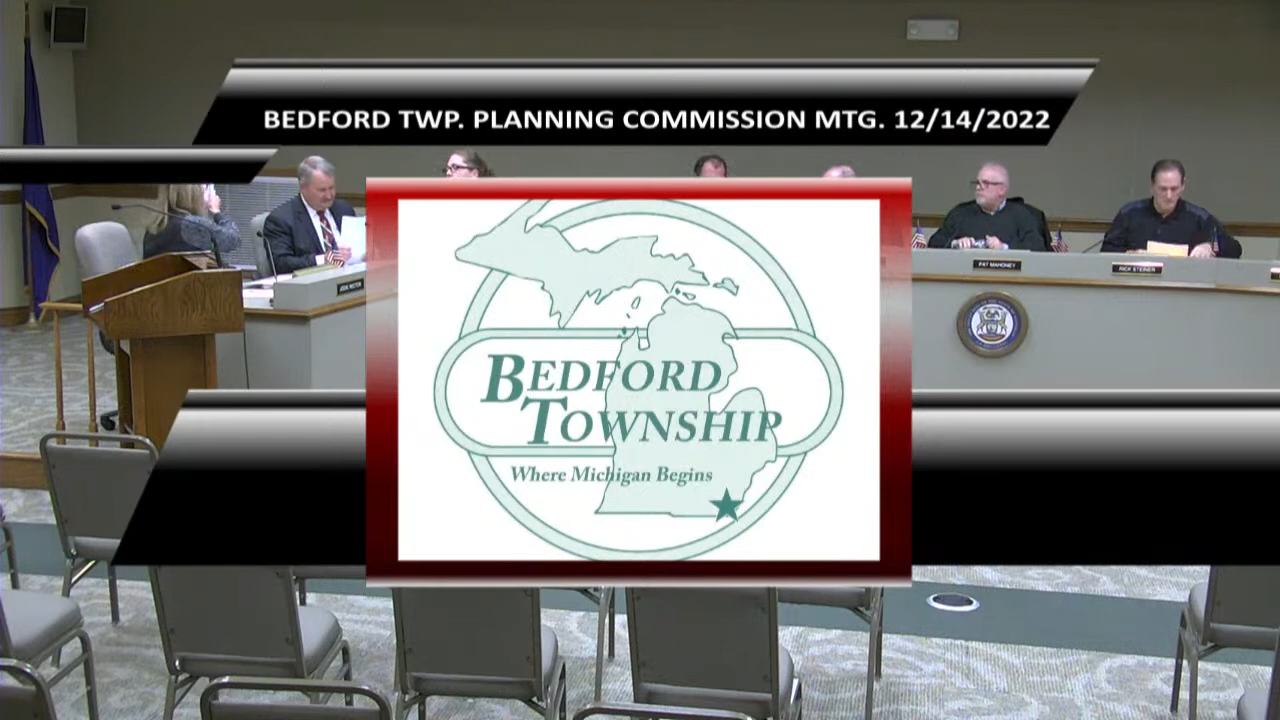 BEDFORD TWP. PLANNING COMMISSION MTG. 12/14/2022
BEDFORD
TOWNSHIP
Where Michigan Begins
PAT MAHONEY
RICK STEINER